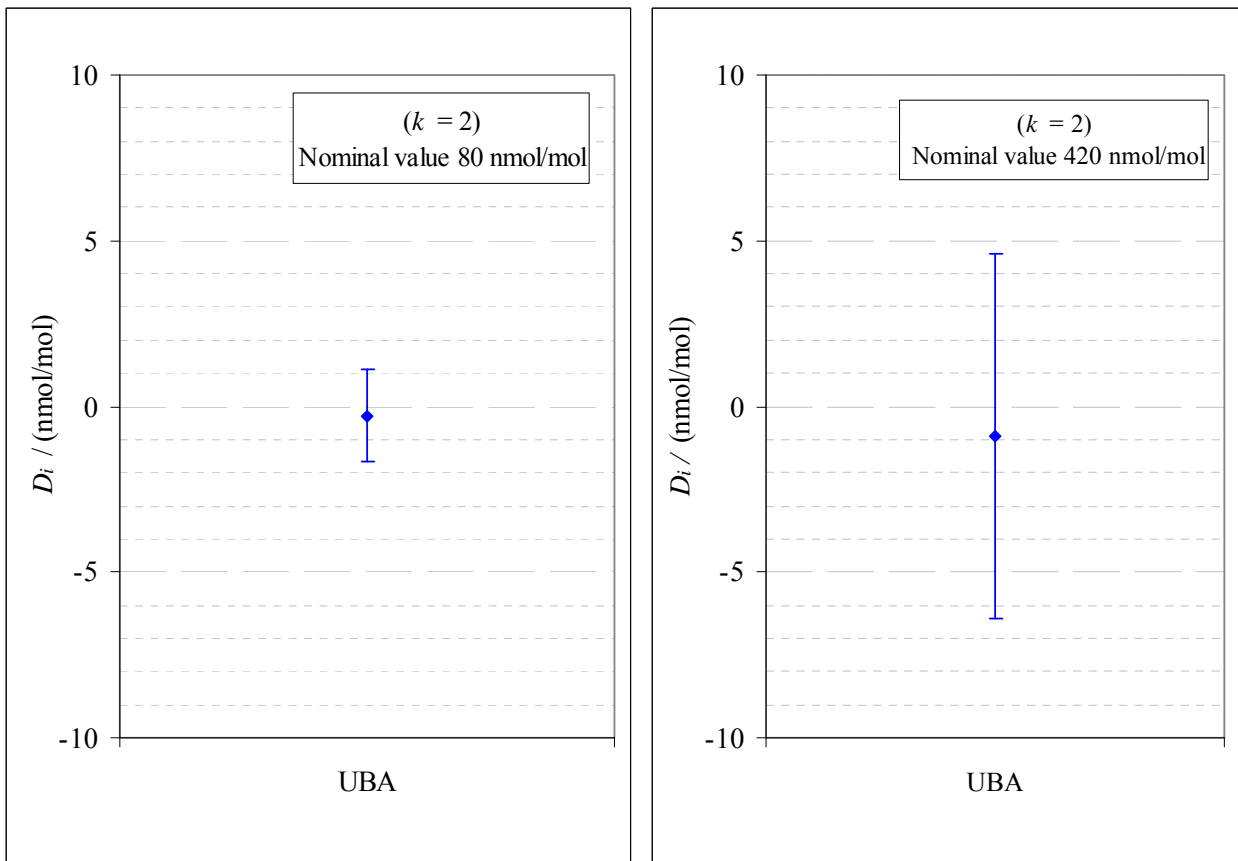 10
5
0
-5
-10
Di / (nmol/mol)
(k = 2)
Nominal value 80 nmol/mol
UBA
10
5
0
-5
-10
Di / (nmol/mol)
(k = 2)
Nominal value 420 nmol/mol
UBA